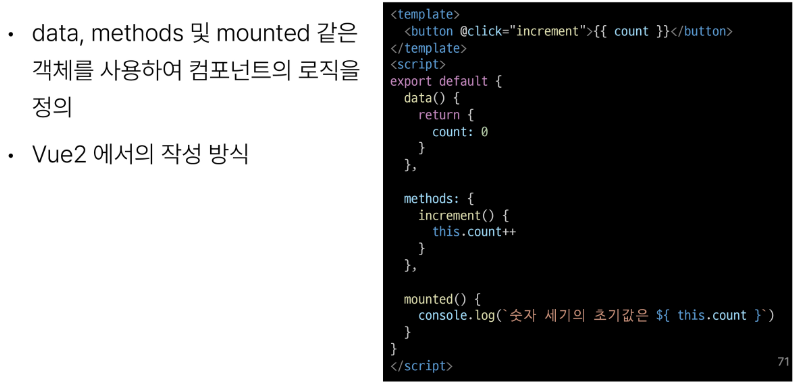 • data, methods 및 mounted 같은
객체를 사용하여 컴포넌트의 로직을
정의
• Vue2 에서의 작성 방식
<template>
  <button @click="increment">{{ count }}</button>
</template>
<script>
export default {
  data() {
    return {
      count: 0
    }
  },

  methods: {
    increment() {
      this.count++
    }
  },

  mounted() {
    console.log(`숫자 세기의 초기값은 ${ this.count }`)
  }
}
</script>
71